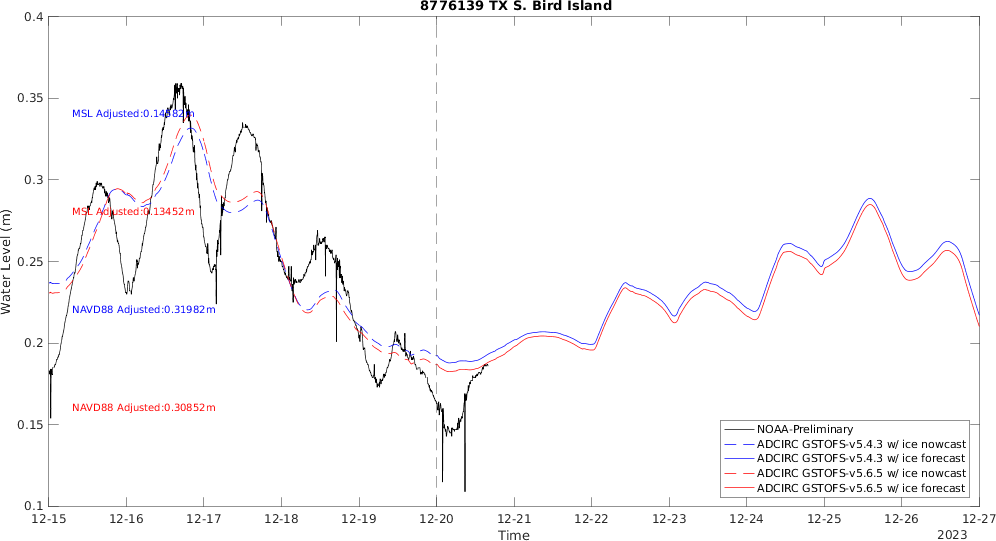 8776139 TX S. Bird Island
0.4
0.35
0.3
0.25
0.2
0.15
0.1
Water Level (m)
MSL Adjusted:0.14582m
MSL Adjusted:0.13452m
NAVD88 Adjusted:0.31982m
NAVD88 Adjusted:0.30852m
NOAA-Preliminary
ADCIRC GSTOFS-v5.4.3 w/ ice nowcast
ADCIRC GSTOFS-v5.4.3 w/ ice forecast
ADCIRC GSTOFS-v5.6.5 w/ ice nowcast
ADCIRC GSTOFS-v5.6.5 w/ ice forecast
12-15 12-16 12-17 12-18 12-19 12-20 12-21 12-22 12-23 12-24 12-25 12-26 12-27
Time
2023